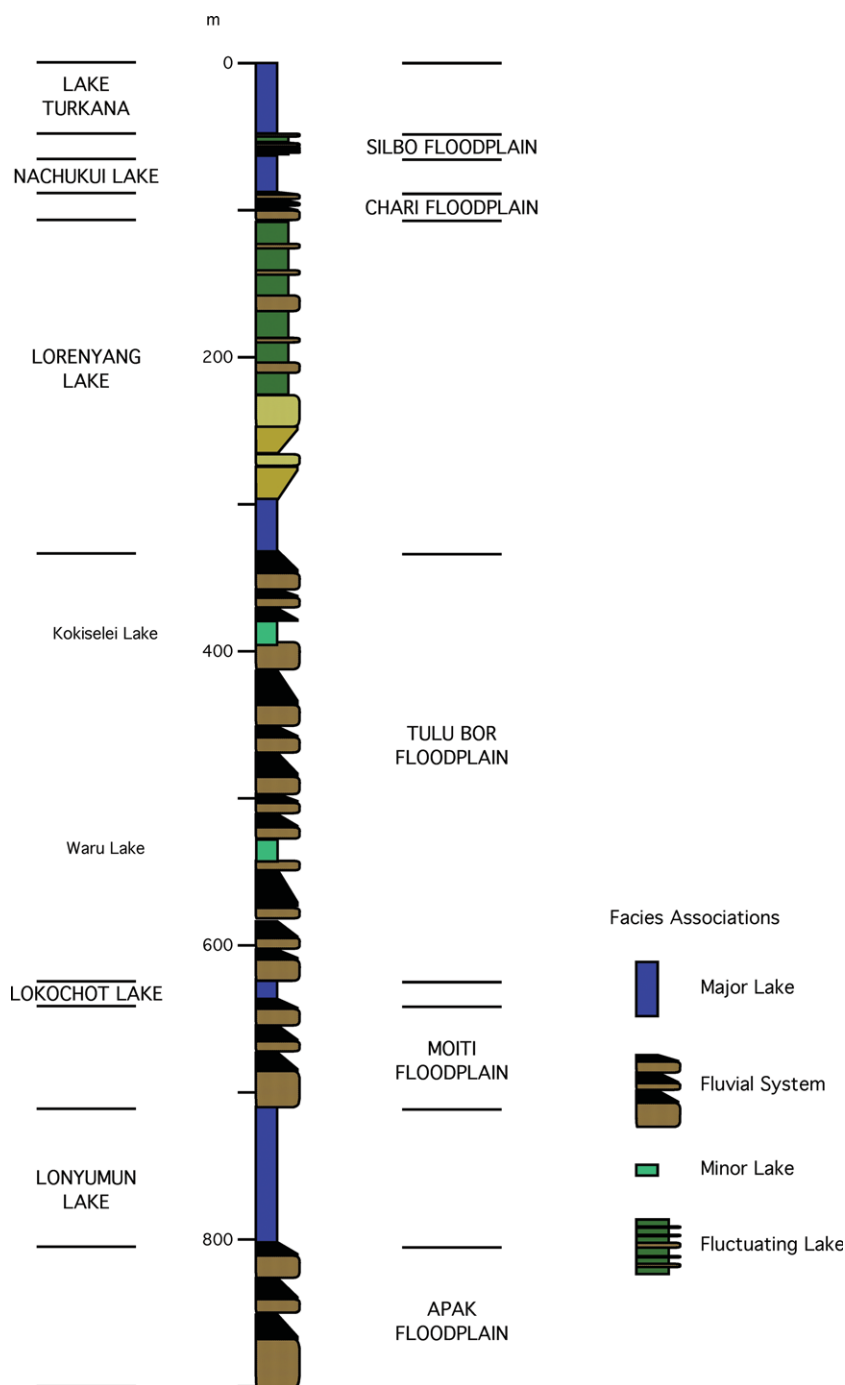 m
0
LAKE
TURKANA
SILBO FLOODPLAIN
NACHUKUI LAKE
CHARI FLOODPLAIN
200
LORENYANG
LAKE
Kokiselei Lake
400
TULU BOR
FLOODPLAIN
Waru Lake
600
LOKOCHOT LAKE
MOITI
FLOODPLAIN
LONYUMUN
LAKE
800
APAK
FLOODPLAIN
Facies Associations
Major Lake
Fluvial System
Minor Lake
Fluctuating Lake